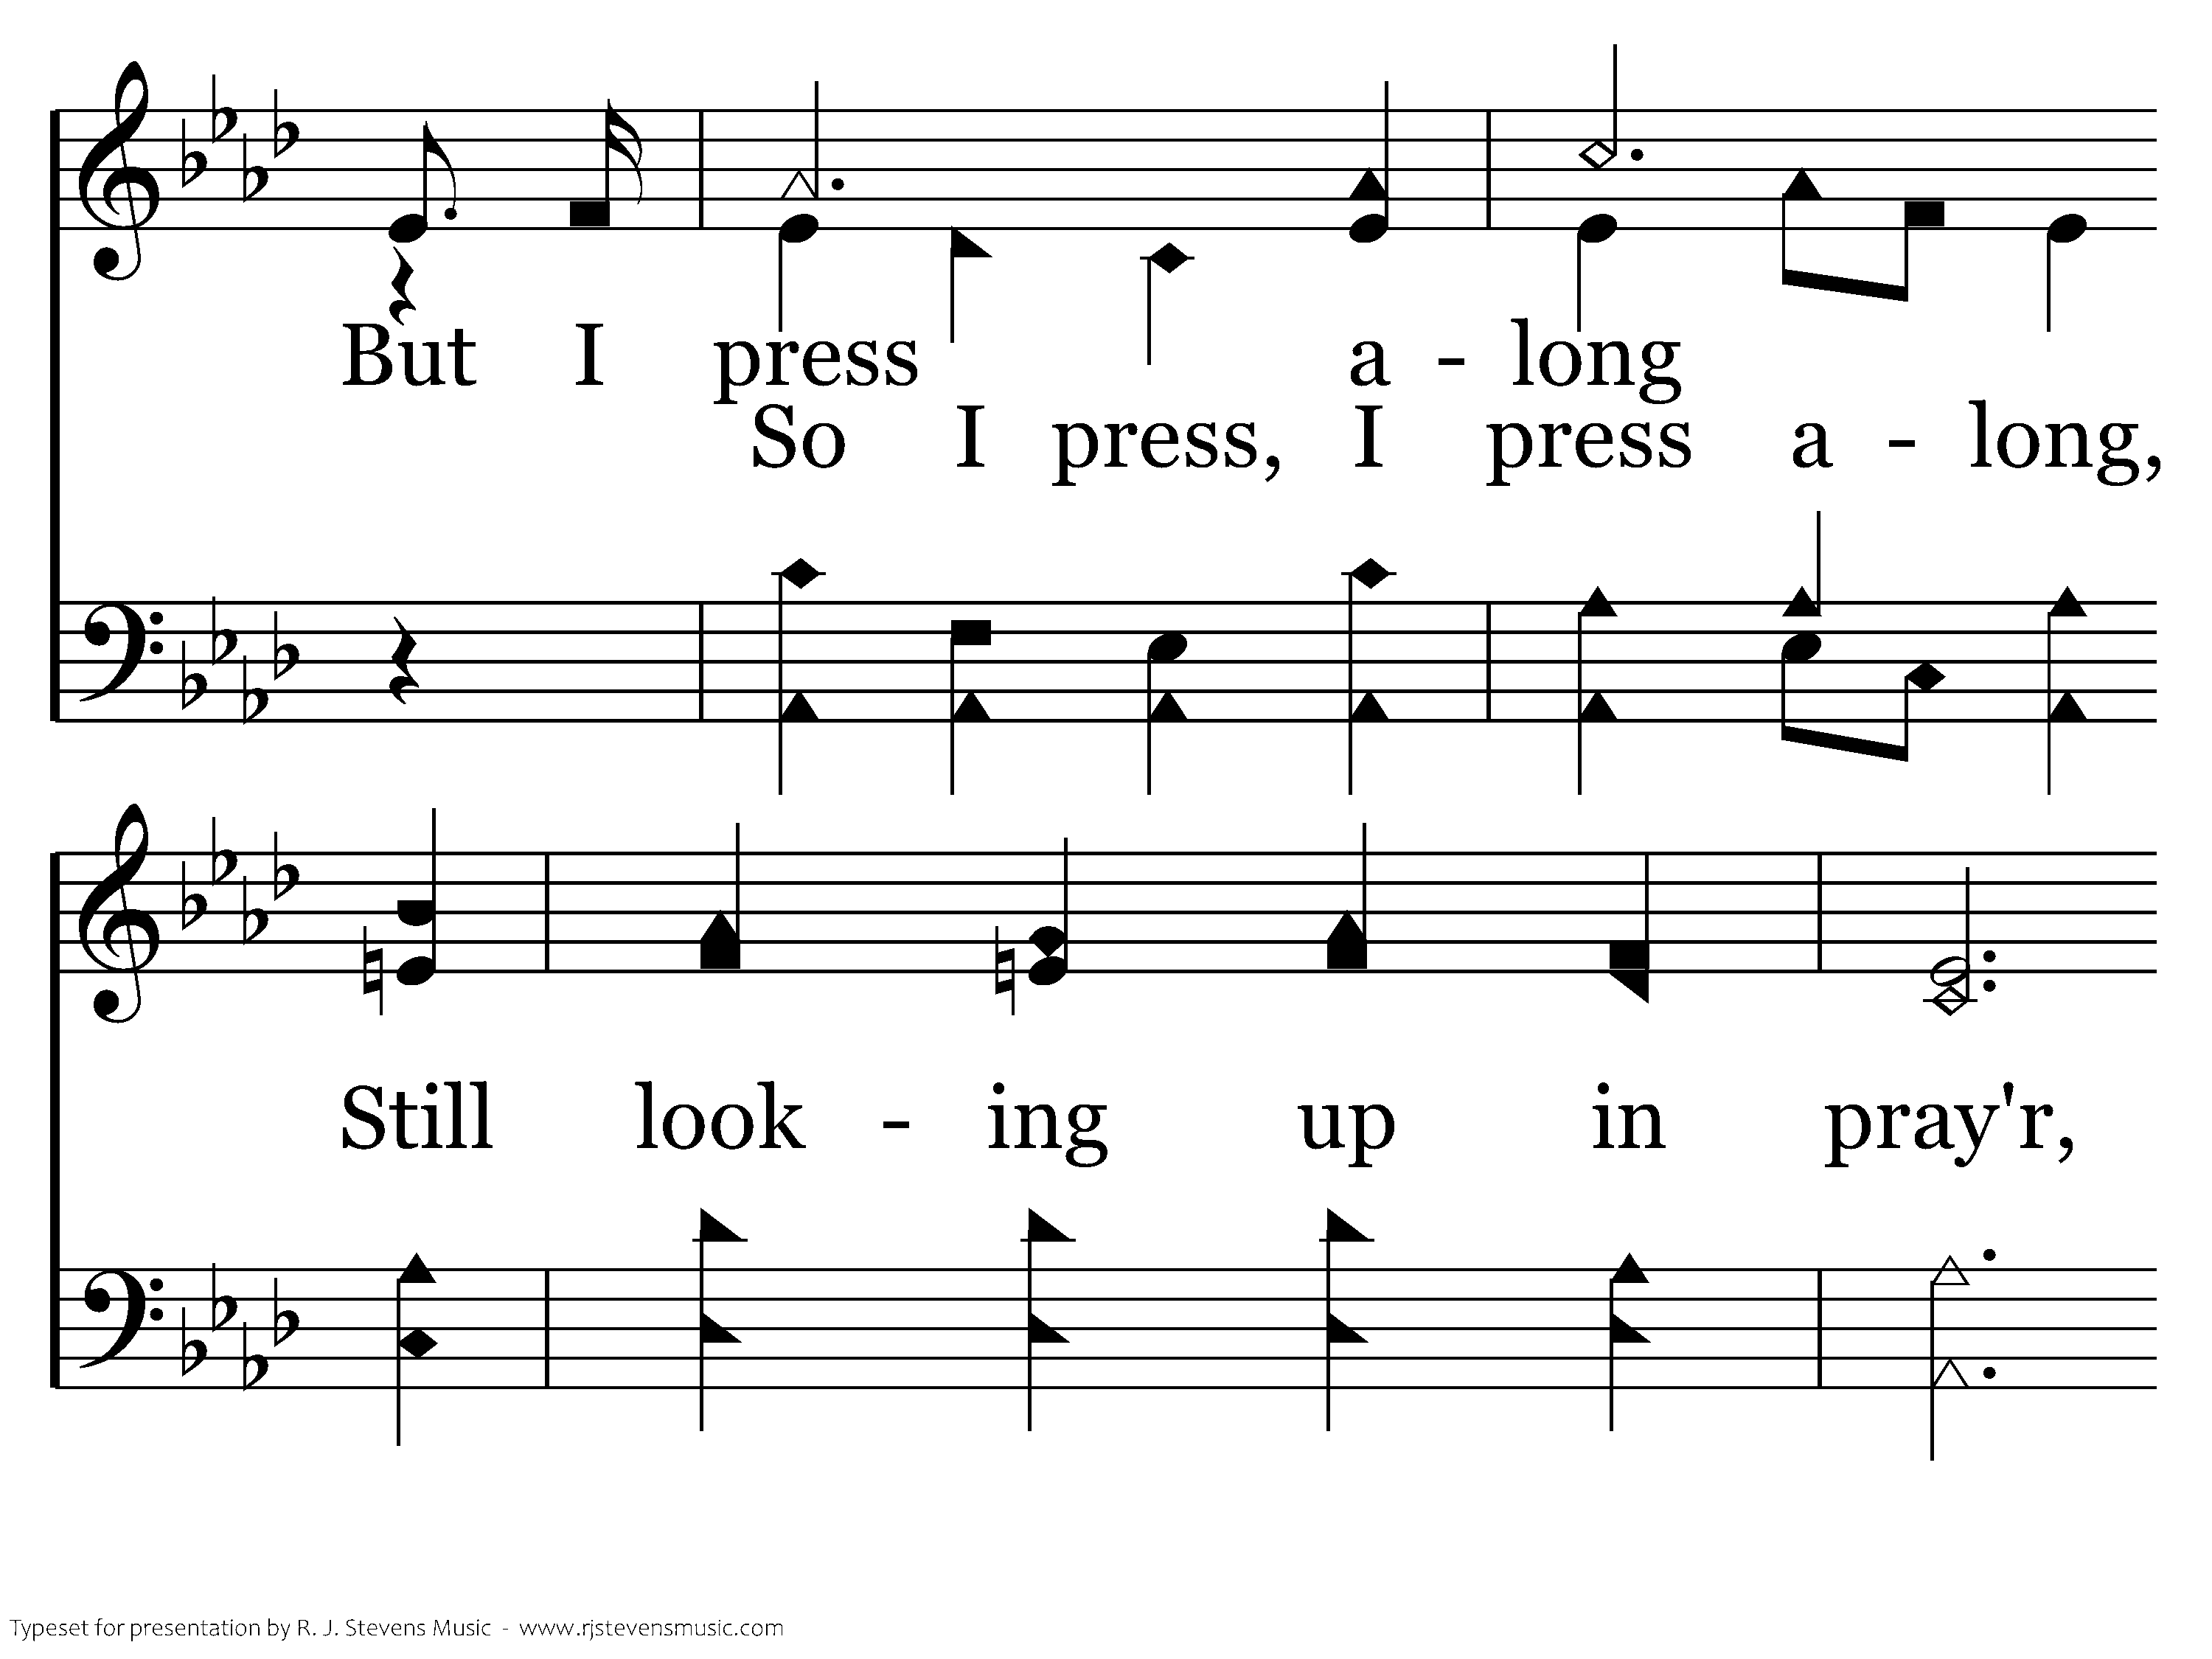 But I press a - long
So I press, I press a - long,
Still look - ing up in pray'r,
Typeset for presentation by R. J. Stevens Music - www.rjstevensmusic.com